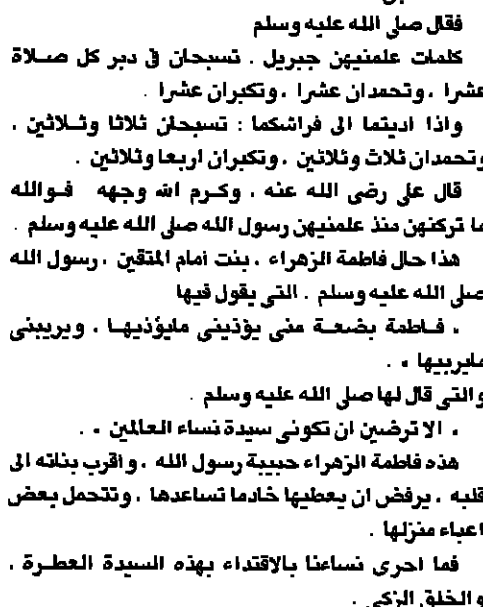 فقال صلى الله عليه وسلم
كلمات علمنيهن جبريل . تسبحان في دبر كل صلاة
عشرا ، وتحمدان عشرا ، وتكبران عشرا .
واذا اديتما الى فراشكما : تسبحان ثلاثا وثلاثين ،
وتحمدان ثلاث وثلاثين ، وتكبران اربعا وثلاثين .
قال على رضى الله عنه ، وكرم الله وجهه فوالله
ما تركتهن منذ علمنيهن رسول الله صلى الله عليه وسلم .
هذا حال فاطمة الزهراء ، بنت امام المتقين ، رسول الله
صلى الله عليه وسلم . التى يقول فيها
، فاطمة بضعة منى يؤذينى مايؤذيها ، ويريبنى
مايريبها ، .
والتى قال لها صلى الله عليه وسلم .
، الا ترضين ان تكونى سيدة نساء العالمين ، .
هذه فاطمة الزهراء حبيبة رسول الله ، واقرب بناته الى
قلبه ، يرفض ان يعطيها خادما تساعدها ، وتتحمل بعض
اعباء منزلها .
فما احرى نساءنا بالاقتداء بهذه السيدة العطرة ،
والخلق الزكى .